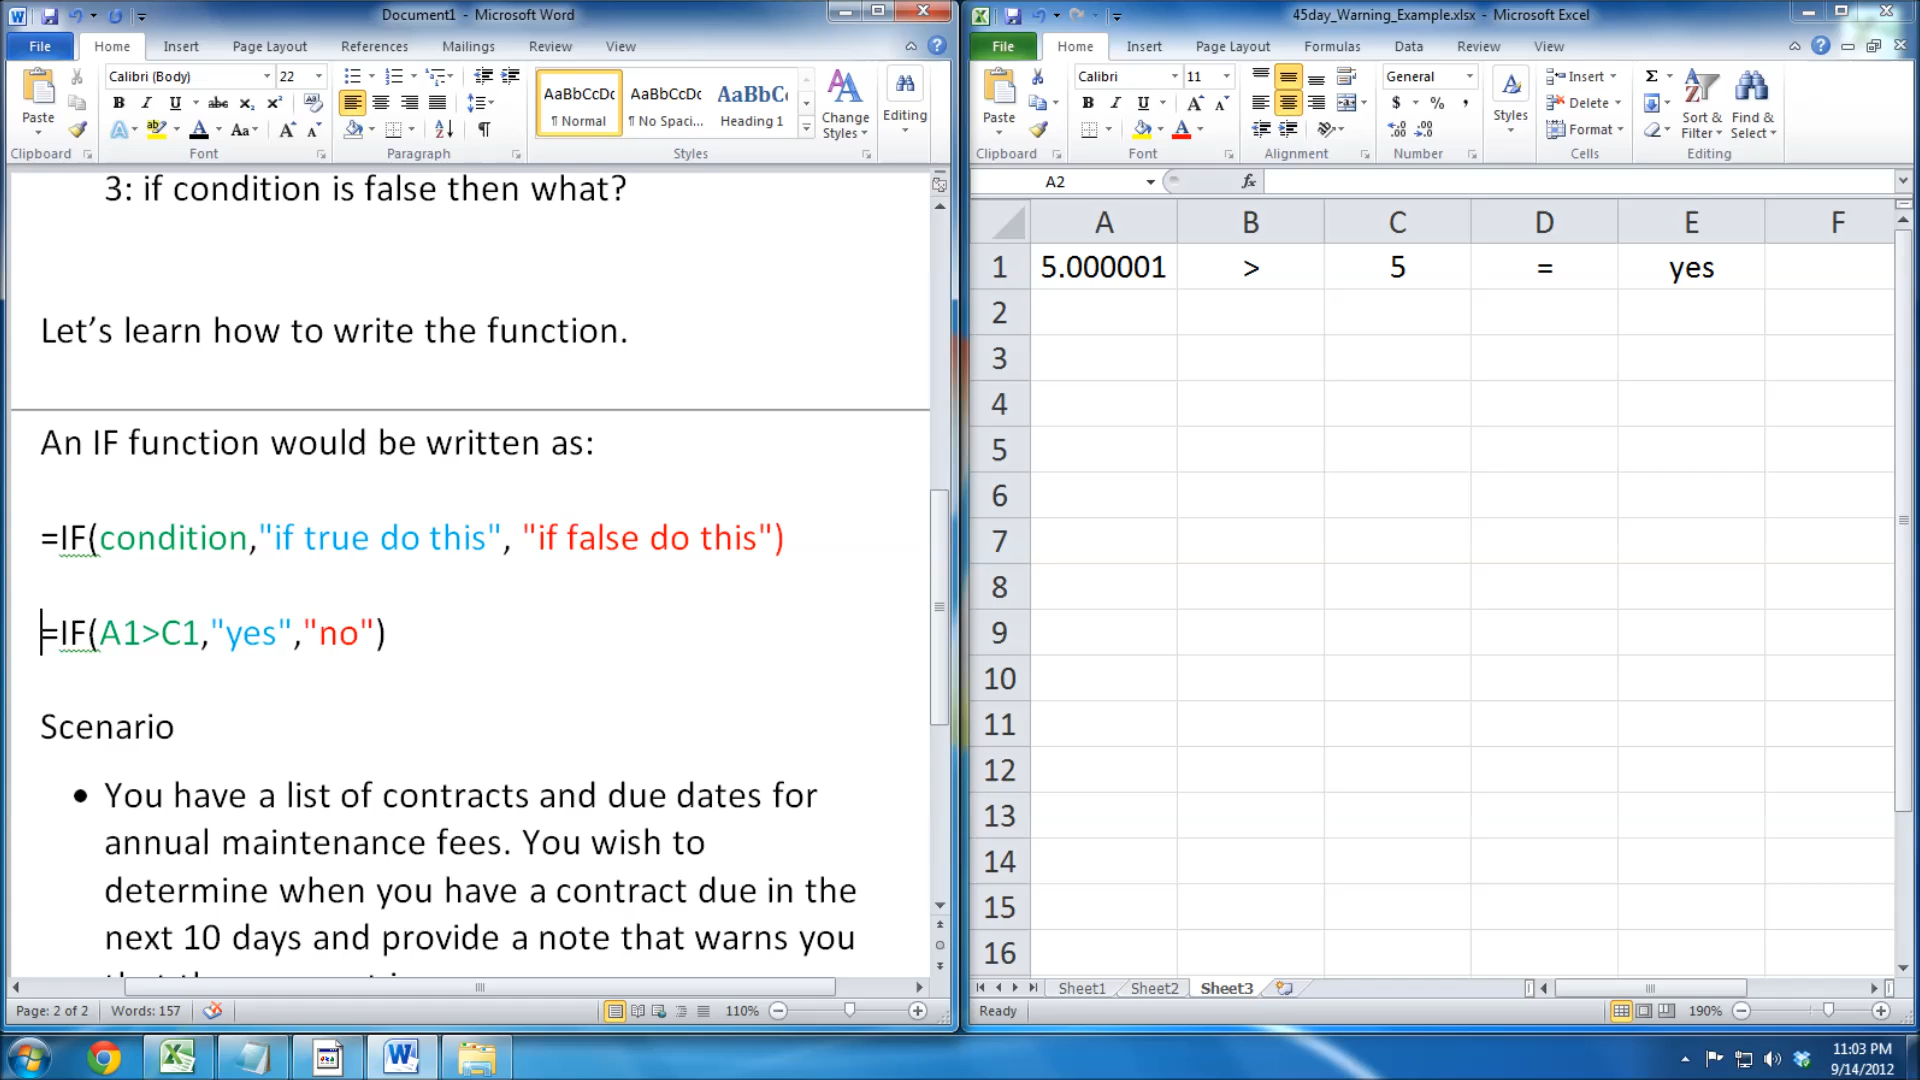 Document1 - Microsoft Word
File Home Insert Page Layout References Mailings Review View
Calibri (Body) 22
AaBbCcDc AaBbCcDc AaBbC
¶ Normal ¶ No Spaci... Heading 1
Paste Change Styles Editing
Clipboard Font Paragraph Styles
3: if condition is false then what?
Let’s learn how to write the function.
An IF function would be written as:
=IF(condition,"if true do this", "if false do this")
=IF(A1>C1,"yes","no")
Scenario
• You have a list of contracts and due dates for
annual maintenance fees. You wish to
determine when you have a contract due in the
next 10 days and provide a note that warns you
Page: 2 of 2 Words: 157 110%
45day_Warning_Example.xlsx - Microsoft Excel
File Home Insert Page Layout Formulas Data Review View
Calibri 11 General
Insert
Delete
Format
Paste Styles Sort & Filter Find & Select
Clipboard Font Alignment Number Cells Editing
A2 fx
A B C D E F
1 5.000001 > 5 = yes
2
3
4
5
6
7
8
9
10
11
12
13
14
15
16
Sheet1 Sheet2 Sheet3
Ready 190%
11:03 PM
9/14/2012